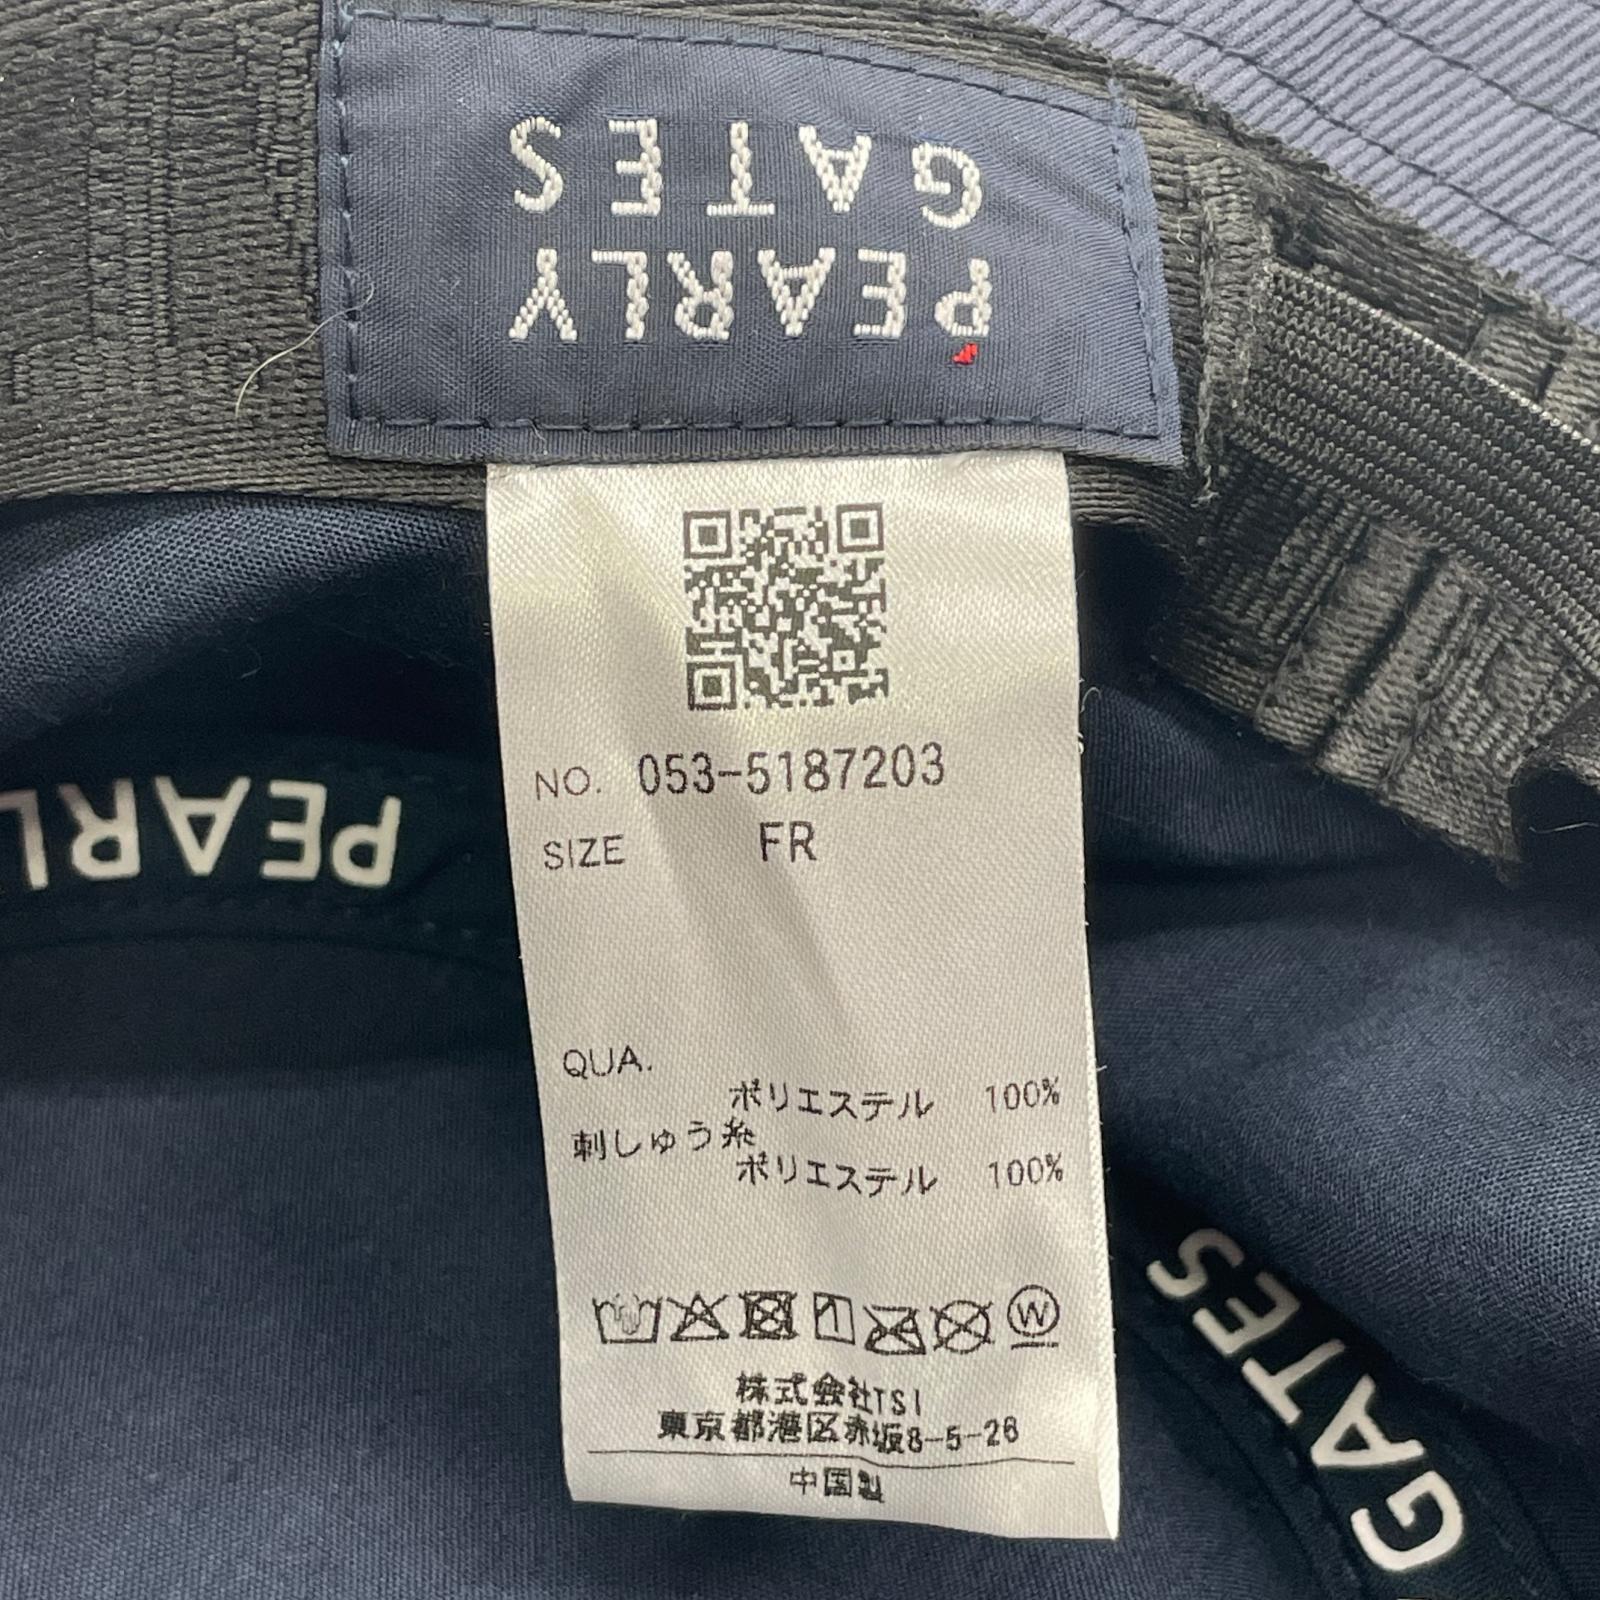 PEARLY
GATES
NO. 053-5187203
SIZE FR
QUA.
ポリエステル 100%
刺しゅう糸
ポリエステル 100%
W
株式会社TSI
東京都港区赤坂8-5-26
中国製
PEARL
GATES